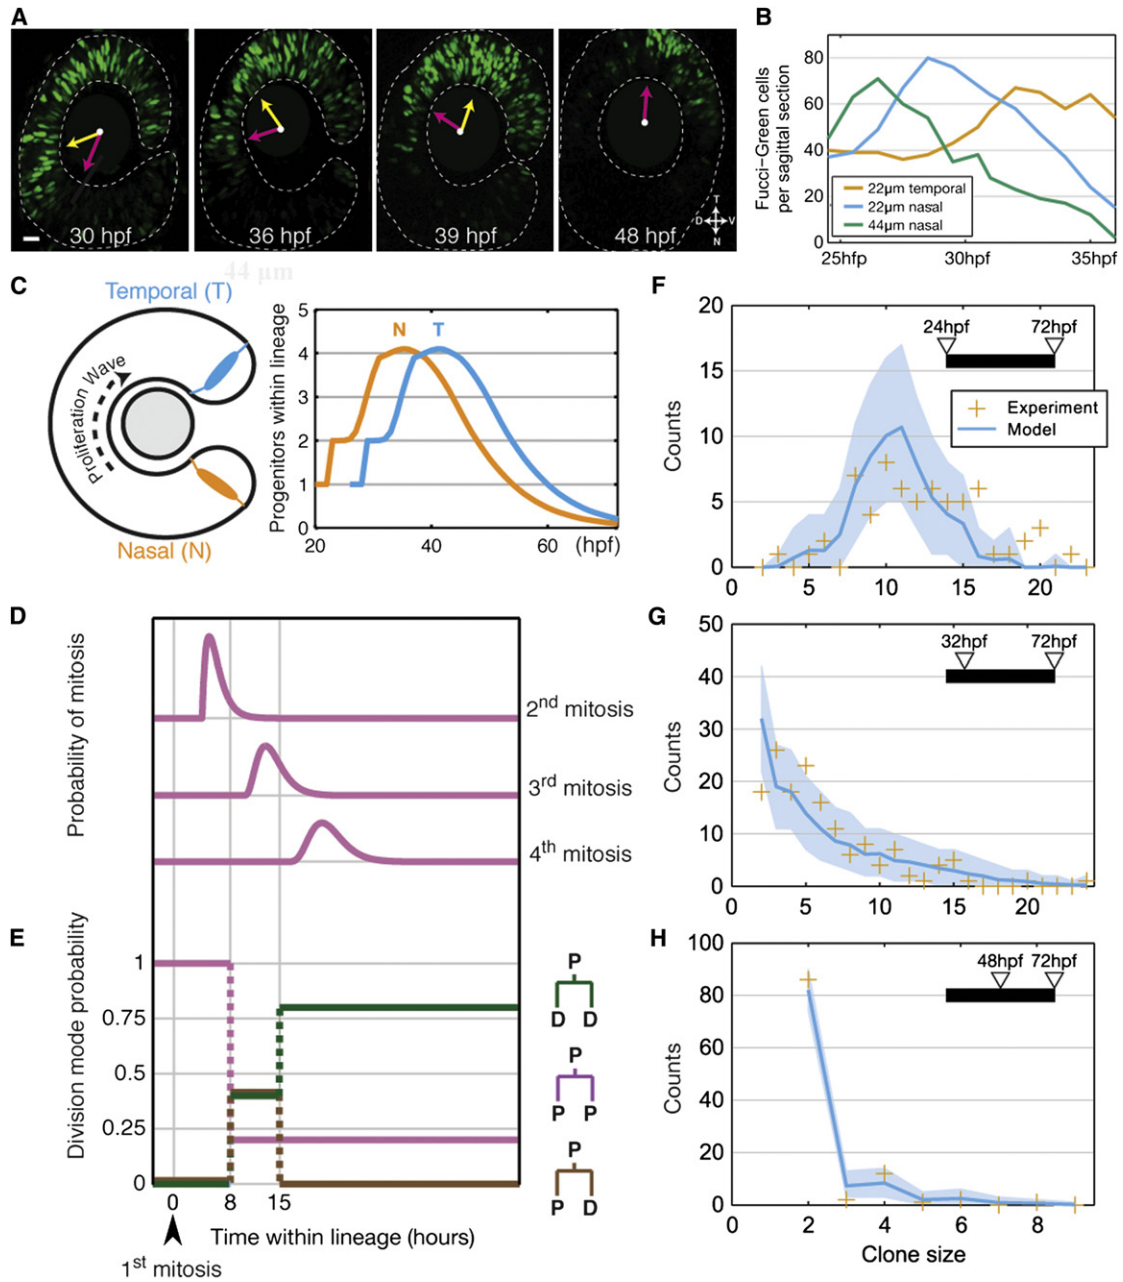 A
30 hpf
36 hpf
39 hpf
48 hpf
T
D
V
N
44 µm
B
Fucci-Green cells
per sagittal section
80
60
40
20
0
22µm temporal
22µm nasal
44µm nasal
25hfp
30hpf
35hpf
C
Temporal (T)
Proliferation Wave
Nasal (N)
Progenitors within lineage
5
4
3
2
1
0
N
T
20
40
60
(hpf)
D
Probability of mitosis
2nd mitosis
3rd mitosis
4th mitosis
E
Division mode probability
1
0.75
0.5
0.25
0
0
8
15
Time within lineage (hours)
1st mitosis
P
D D
P
P P
P
P D
F
Counts
20
15
10
5
0
24hpf
72hpf
Experiment
Model
0
5
10
15
20
G
Counts
50
40
30
20
10
0
32hpf
72hpf
0
5
10
15
20
H
Counts
100
80
60
40
20
0
48hpf
72hpf
0
2
4
6
8
Clone size